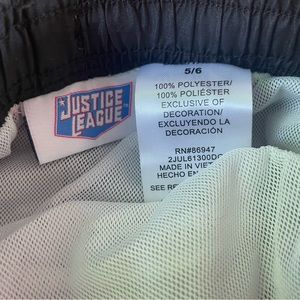 JUSTICE
LEAGUE
5/6
100% POLYESTER/
100% POLIÉSTER
EXCLUSIVE OF
DECORATION/
EXCLUYENDO LA
DECORACIÓN
RN#86947
2JUL61300DC
MADE IN VIET
HECHO EN
SEE RE